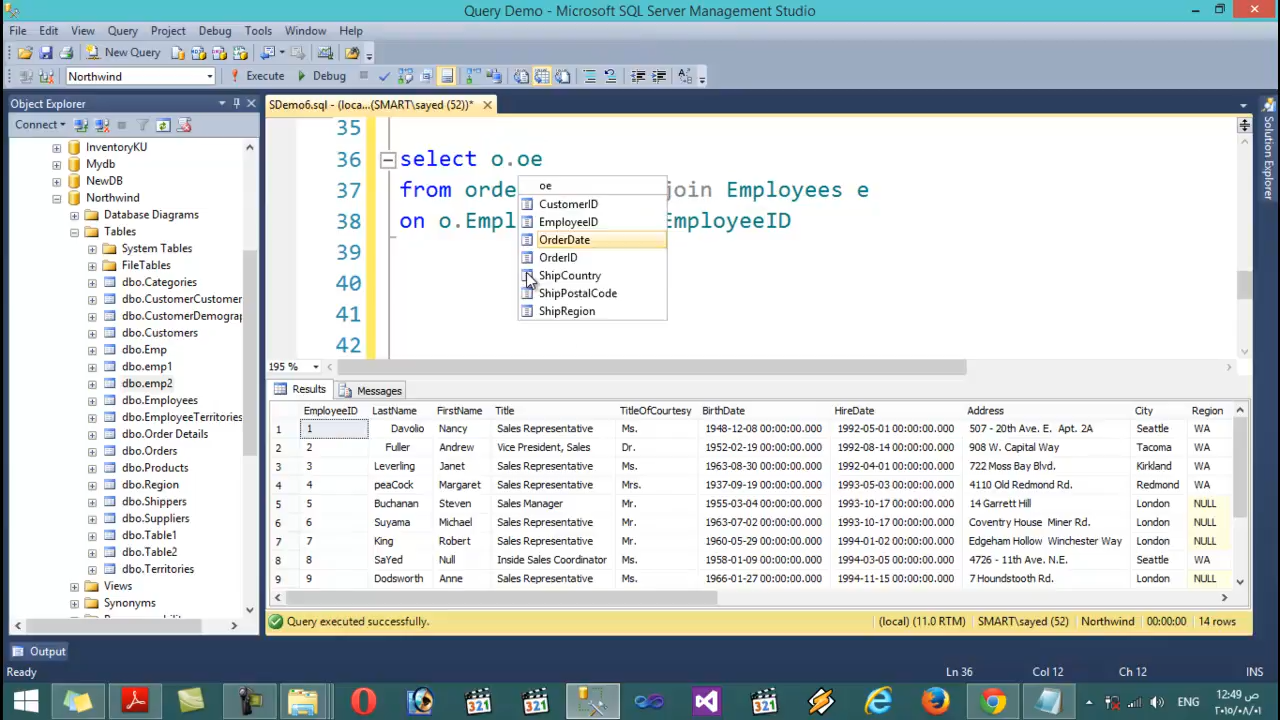 Query Demo - Microsoft SQL Server Management Studio
File Edit View Query Project Debug Tools Window Help
New Query
Northwind Execute Debug
Object Explorer
Connect
InventoryKU
Mydb
NewDB
Northwind
Database Diagrams
Tables
System Tables
FileTables
dbo.Categories
dbo.CustomerCustomer
dbo.CustomerDemogra
dbo.Customers
dbo.Emp
dbo.emp1
dbo.emp2
dbo.Employees
dbo.EmployeeTerritories
dbo.Order Details
dbo.Orders
dbo.Products
dbo.Region
dbo.Shippers
dbo.Suppliers
dbo.Table1
dbo.Table2
dbo.Territories
Views
Synonyms
SDemo6.sql - (loca...(SMART\sayed (52))*
35
36 select o.oe
37 from orde join Employees e
38 on o.Empl EmployeeID
39
40
41
42
oe
CustomerID
EmployeeID
OrderDate
OrderID
ShipCountry
ShipPostalCode
ShipRegion
195 %
Results Messages
EmployeeID LastName FirstName Title TitleOfCourtesy BirthDate HireDate Address City Region
1 1 Davolio Nancy Sales Representative Ms. 1948-12-08 00:00:00.000 1992-05-01 00:00:00.000 507 - 20th Ave. E. Apt. 2A Seattle WA
2 2 Fuller Andrew Vice President, Sales Dr. 1952-02-19 00:00:00.000 1992-08-14 00:00:00.000 908 W. Capital Way Tacoma WA
3 3 Leverling Janet Sales Representative Ms. 1963-08-30 00:00:00.000 1992-04-01 00:00:00.000 722 Moss Bay Blvd. Kirkland WA
4 4 peaCock Margaret Sales Representative Mrs. 1937-09-19 00:00:00.000 1993-05-03 00:00:00.000 4110 Old Redmond Rd. Redmond WA
5 5 Buchanan Steven Sales Manager Mr. 1955-03-04 00:00:00.000 1993-10-17 00:00:00.000 14 Garrett Hill London NULL
6 6 Suyama Michael Sales Representative Mr. 1963-07-02 00:00:00.000 1993-10-17 00:00:00.000 Coventry House Miner Rd. London NULL
7 7 King Robert Sales Representative Mr. 1960-05-29 00:00:00.000 1994-01-02 00:00:00.000 Edgeham Hollow Winchester Way London NULL
8 8 SaYed Null Inside Sales Coordinator Ms. 1958-01-09 00:00:00.000 1994-03-05 00:00:00.000 4726 - 11th Ave. N.E. Seattle WA
9 9 Dodsworth Anne Sales Representative Ms. 1966-01-27 00:00:00.000 1994-11-15 00:00:00.000 7 Houndstooth Rd. London NULL
Query executed successfully. (local) (11.0 RTM) SMART\sayed (52) Northwind 00:00:00 14 rows
Solution Explorer
Output
Ready Ln 36 Col 12 Ch 12 INS
321 321 321
ENG
12:49 ص
٢٠١٥/٠٨/٠١